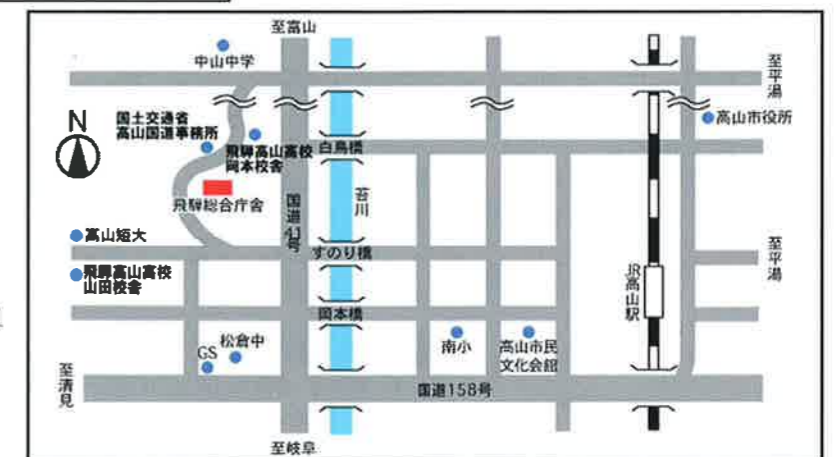 至富山
中山中学
至平湯
N
国土交通省
高山国道事務所
高山市役所
飛騨高山高校
岡本校舎
白鳥橋
飛騨総合庁舎
国道41号
苔川
高山短大
すのり橋
至平湯
飛騨高山高校
山田校舎
JR高山駅
岡本橋
松倉中
GS
南小
高山市民
文化会館
至清見
国道158号
至岐阜